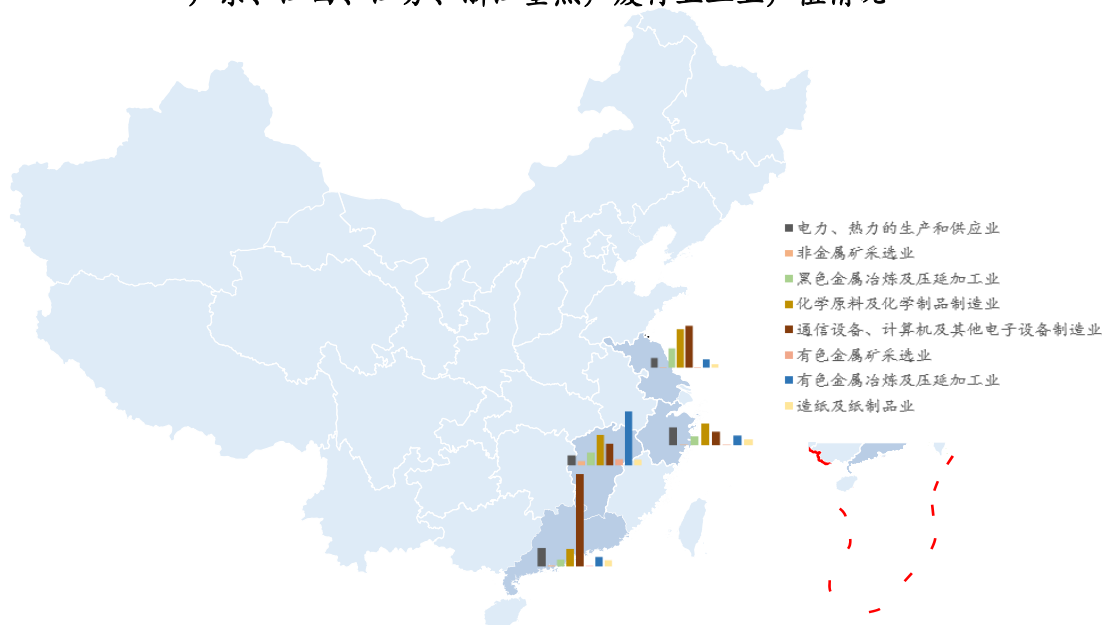 电力、热力的生产和供应业
非金属矿采选业
黑色金属冶炼及压延加工业
化学原料及化学制品制造业
通信设备、计算机及其他电子设备制造业
有色金属矿采选业
有色金属冶炼及压延加工业
造纸及纸制品业